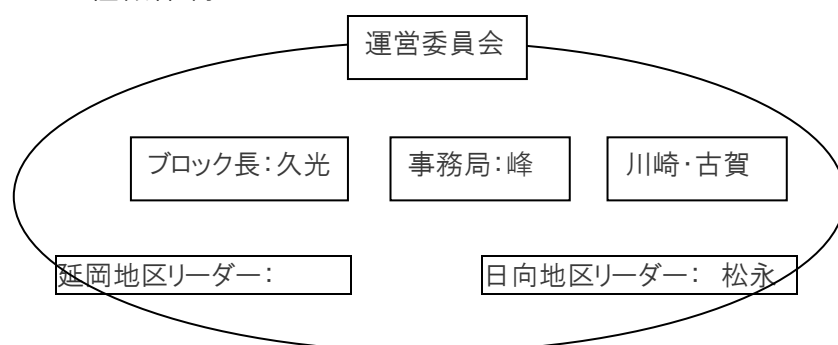 運営委員会
ブロック長：久光
事務局：峰
川崎・古賀
延岡地区リーダー：
日向地区リーダー： 松永